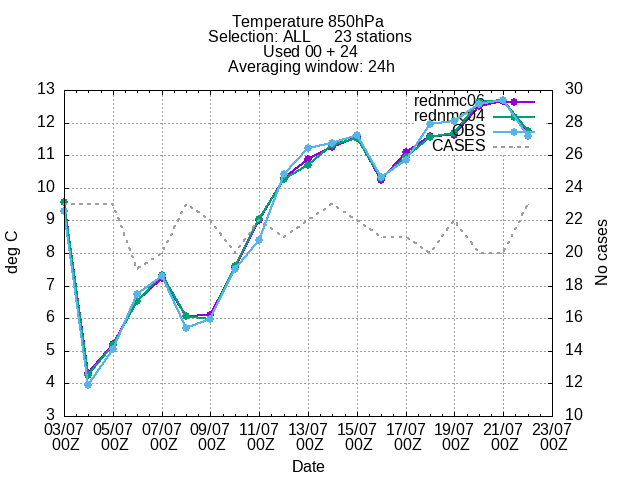 Temperature 850hPa
Selection: ALL 23 stations
Used 00 + 24
Averaging window: 24h
rednmc06
rednmc04
OBS
CASES
13
12
11
10
9
8
7
6
5
4
3
deg C
30
28
26
24
22
20
18
16
14
12
10
No cases
03/07 05/07 07/07 09/07 11/07 13/07 15/07 17/07 19/07 21/07 23/07
00Z 00Z 00Z 00Z 00Z 00Z 00Z 00Z 00Z 00Z 00Z
Date